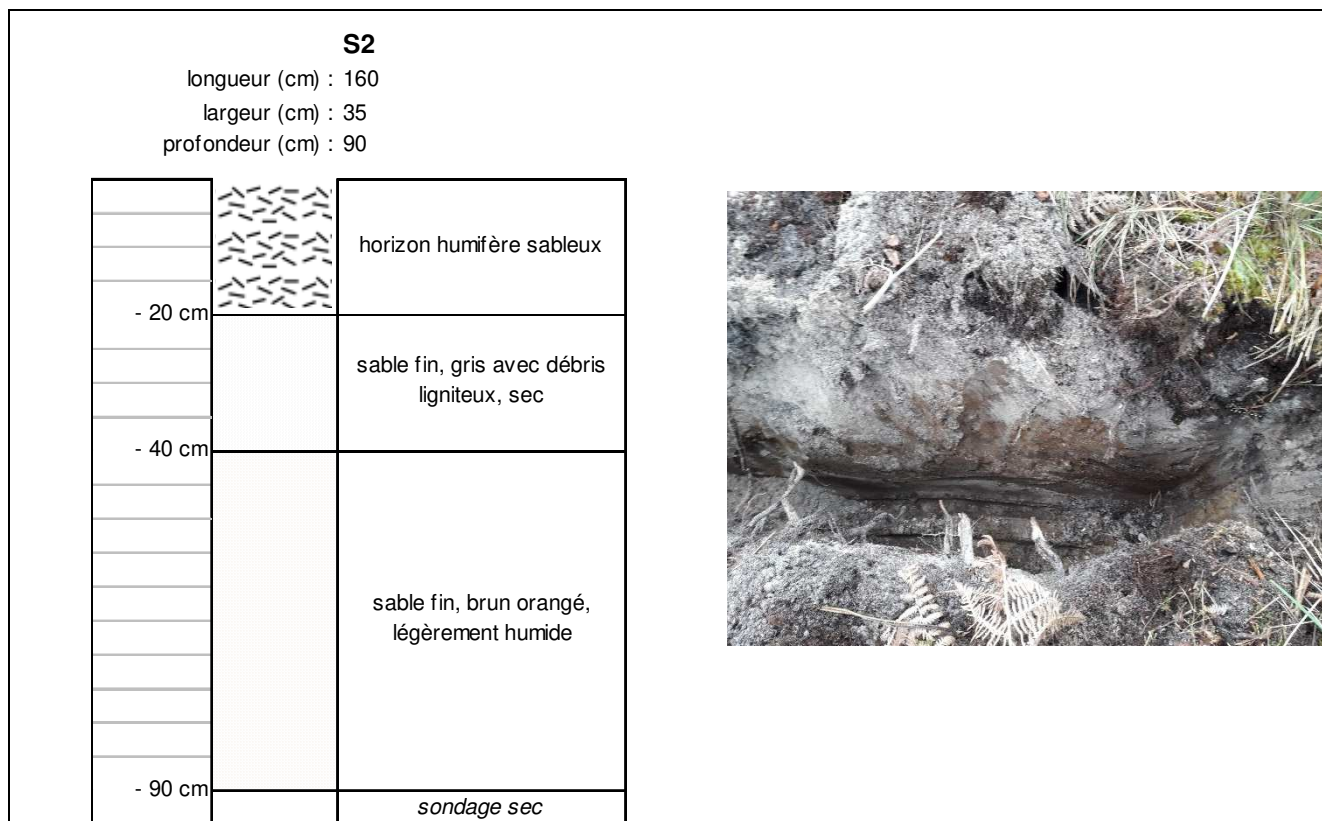 S2
longueur (cm) : 160
largeur (cm) : 35
profondeur (cm) : 90
horizon humifère sableux
- 20 cm
sable fin, gris avec débris
ligniteux, sec
- 40 cm
sable fin, brun orangé,
légèrement humide
- 90 cm
sondage sec